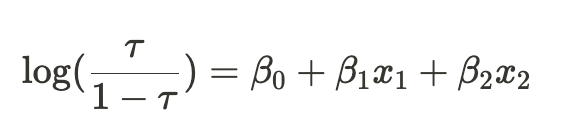 log(τ/(1 − τ)) = β₀ + β₁x₁ + β₂x₂